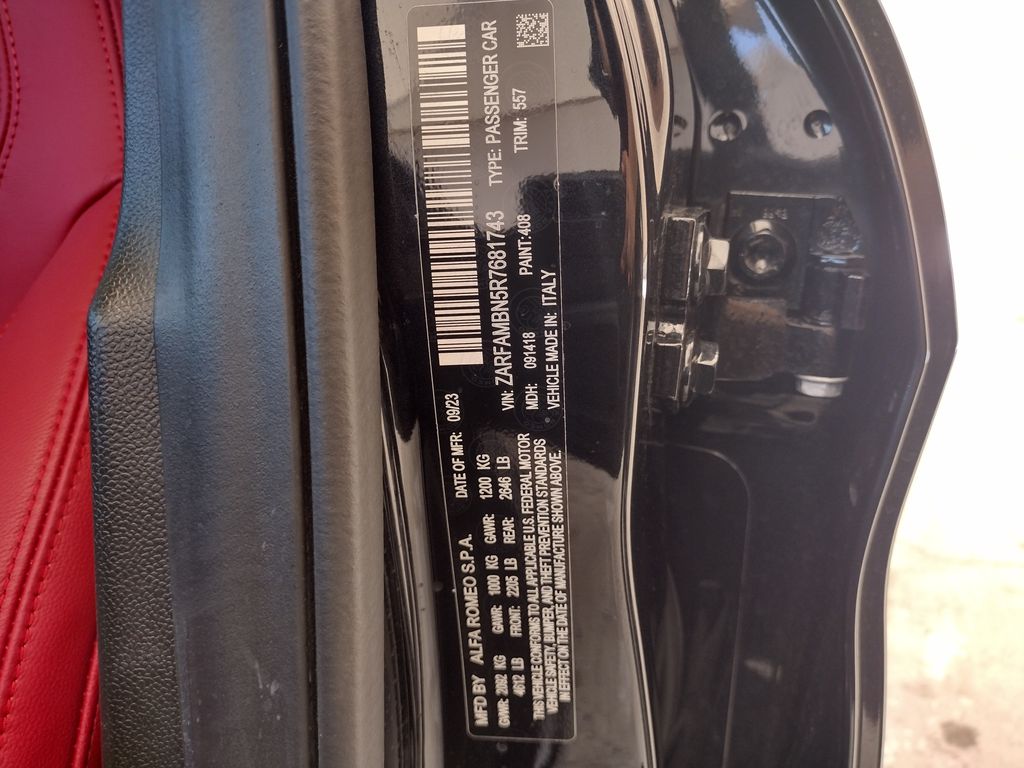 MFD BY ALFA ROMEO S.P.A. DATE OF MFR: 09/23
GVWR 2092 KG GAWR: 1000 KG GAWR: 1200 KG
4612 LB FRONT: 2205 LB REAR: 2646 LB
THIS VEHICLE CONFORMS TO ALL APPLICABLE U.S. FEDERAL MOTOR
VEHICLE SAFETY, BUMPER, AND THEFT PREVENTION STANDARDS
IN EFFECT ON THE DATE OF MANUFACTURE SHOWN ABOVE.
VIN: ZARFAMBN5R7681743 TYPE: PASSENGER CAR
MDH: 091418 PAINT:408 TRIM: 557
VEHICLE MADE IN: ITALY